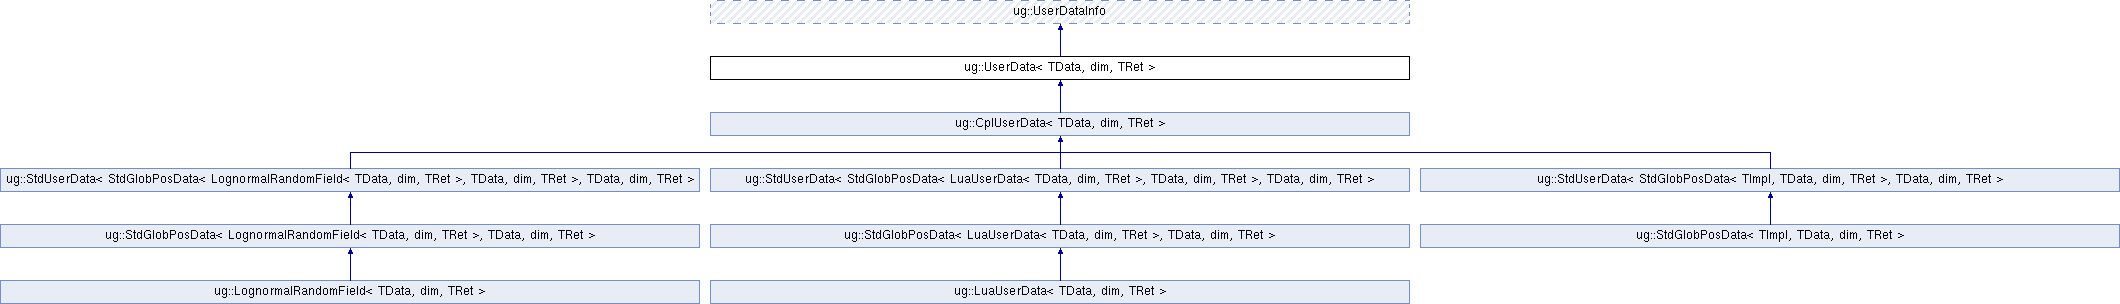 ug::UserDataInfo
ug::UserData< TData, dim, TRet >
ug::CplUserData< TData, dim, TRet >
ug::StdUserData< StdGlobPosData< LognormalRandomField< TData, dim, TRet >, TData, dim, TRet >, TData, dim, TRet >
ug::StdUserData< StdGlobPosData< LuaUserData< TData, dim, TRet >, TData, dim, TRet >, TData, dim, TRet >
ug::StdUserData< StdGlobPosData< TImpl, TData, dim, TRet >, TData, dim, TRet >
ug::StdGlobPosData< LognormalRandomField< TData, dim, TRet >, TData, dim, TRet >
ug::StdGlobPosData< LuaUserData< TData, dim, TRet >, TData, dim, TRet >
ug::StdGlobPosData< TImpl, TData, dim, TRet >
ug::LognormalRandomField< TData, dim, TRet >
ug::LuaUserData< TData, dim, TRet >